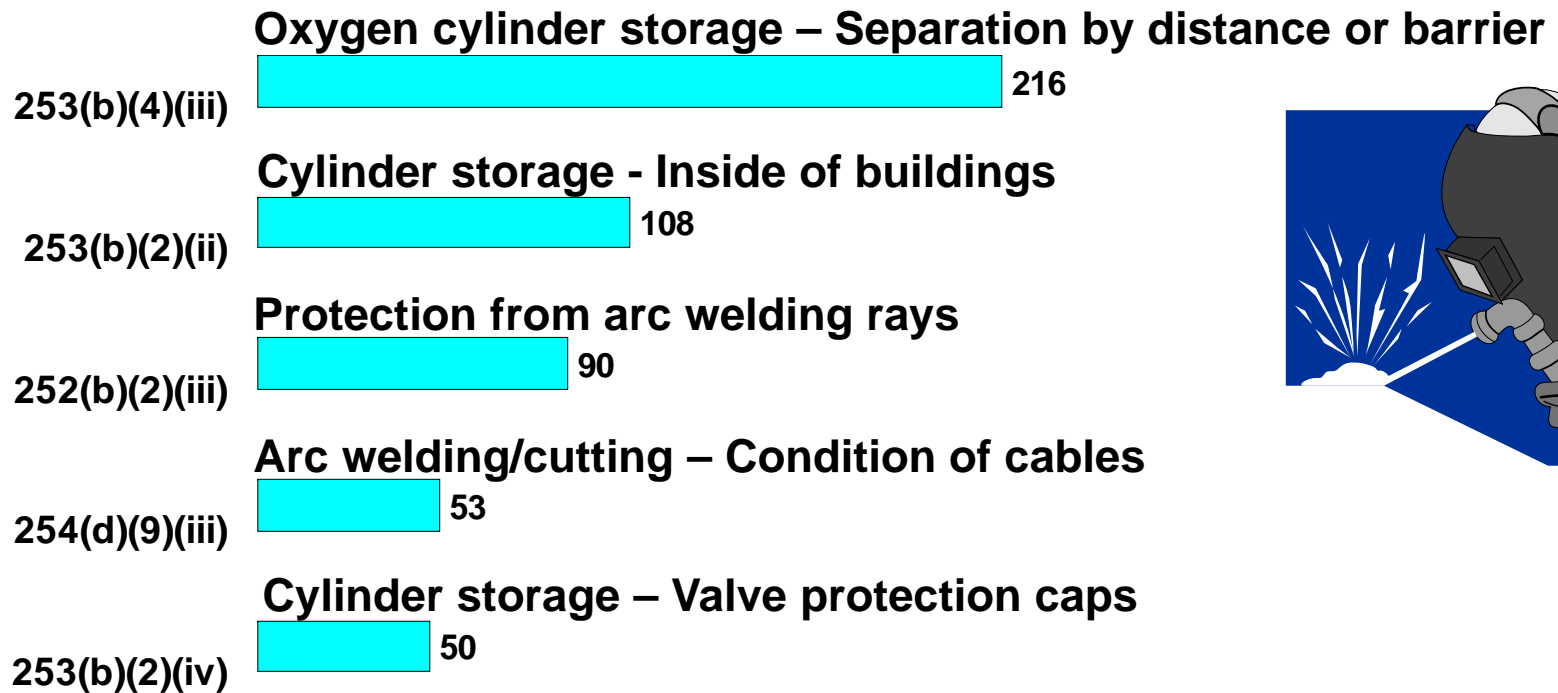 Oxygen cylinder storage – Separation by distance or barrier
253(b)(4)(iii)
216
Cylinder storage - Inside of buildings
253(b)(2)(ii)
108
Protection from arc welding rays
252(b)(2)(iii)
90
Arc welding/cutting – Condition of cables
254(d)(9)(iii)
53
Cylinder storage – Valve protection caps
253(b)(2)(iv)
50